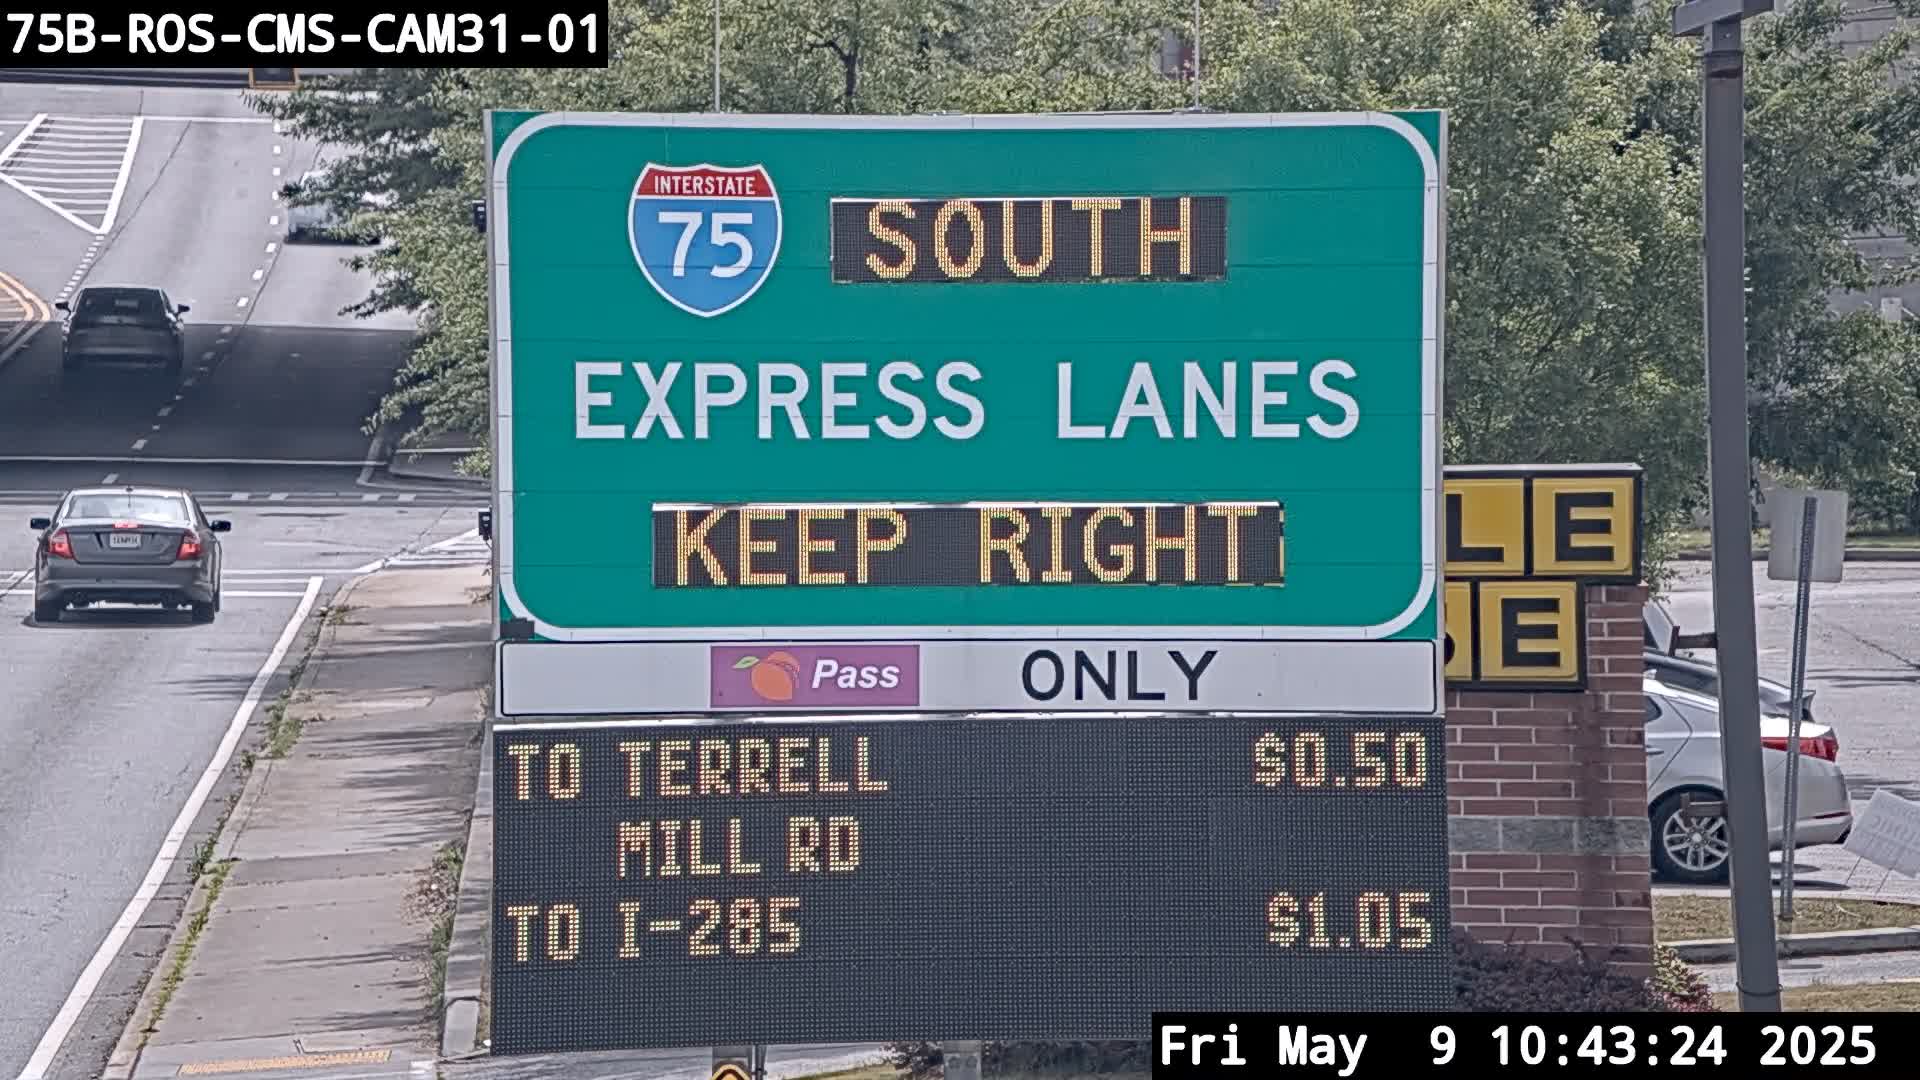 75B-ROS-CMS-CAM31-01
INTERSTATE
75
SOUTH
EXPRESS LANES
KEEP RIGHT
Pass ONLY
TO TERRELL $0.50
MILL RD
TO I-285 $1.05
LE
E
Fri May 9 10:43:24 2025